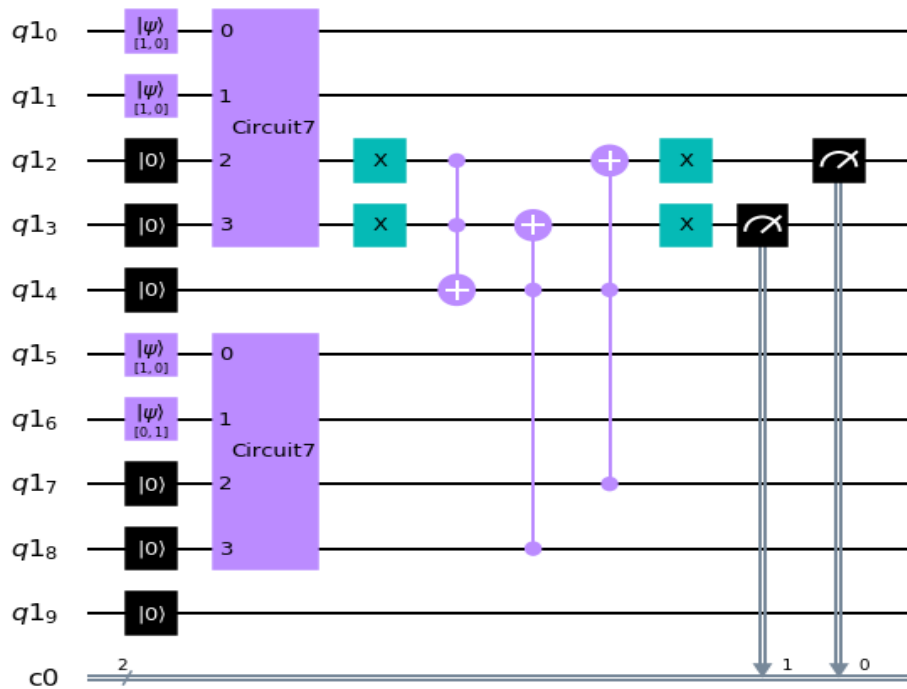 q1₀ |ψ⟩ [1, 0] 0
q1₁ |ψ⟩ [1, 0] 1
Circuit7
q1₂ |0⟩ 2 X
q1₃ |0⟩ 3 X X
q1₄ |0⟩
q1₅ |ψ⟩ [1, 0] 0
q1₆ |ψ⟩ [0, 1] 1
Circuit7
q1₇ |0⟩ 2
q1₈ |0⟩ 3
q1₉ |0⟩
c0 2 1 0